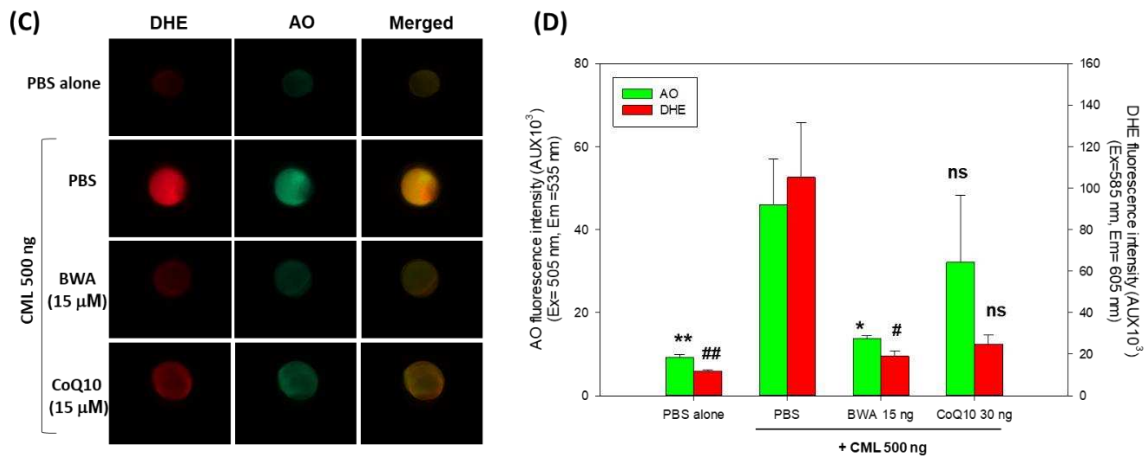 (C)
DHE
AO
Merged
PBS alone
CML 500 ng
PBS
BWA
(15 µM)
CoQ10
(15 µM)
(D)
AO fluorescence intensity (AUX10³)
(Ex= 505 nm, Em =535 nm)
80
60
40
20
0
AO
DHE
**
##
*
#
ns
ns
160
140
120
100
80
60
40
20
0
DHE fluorescence intensity (AUX10³)
(Ex=585 nm, Em= 605 nm)
PBS alone
PBS
BWA 15 ng
CoQ10 30 ng
+ CML 500 ng